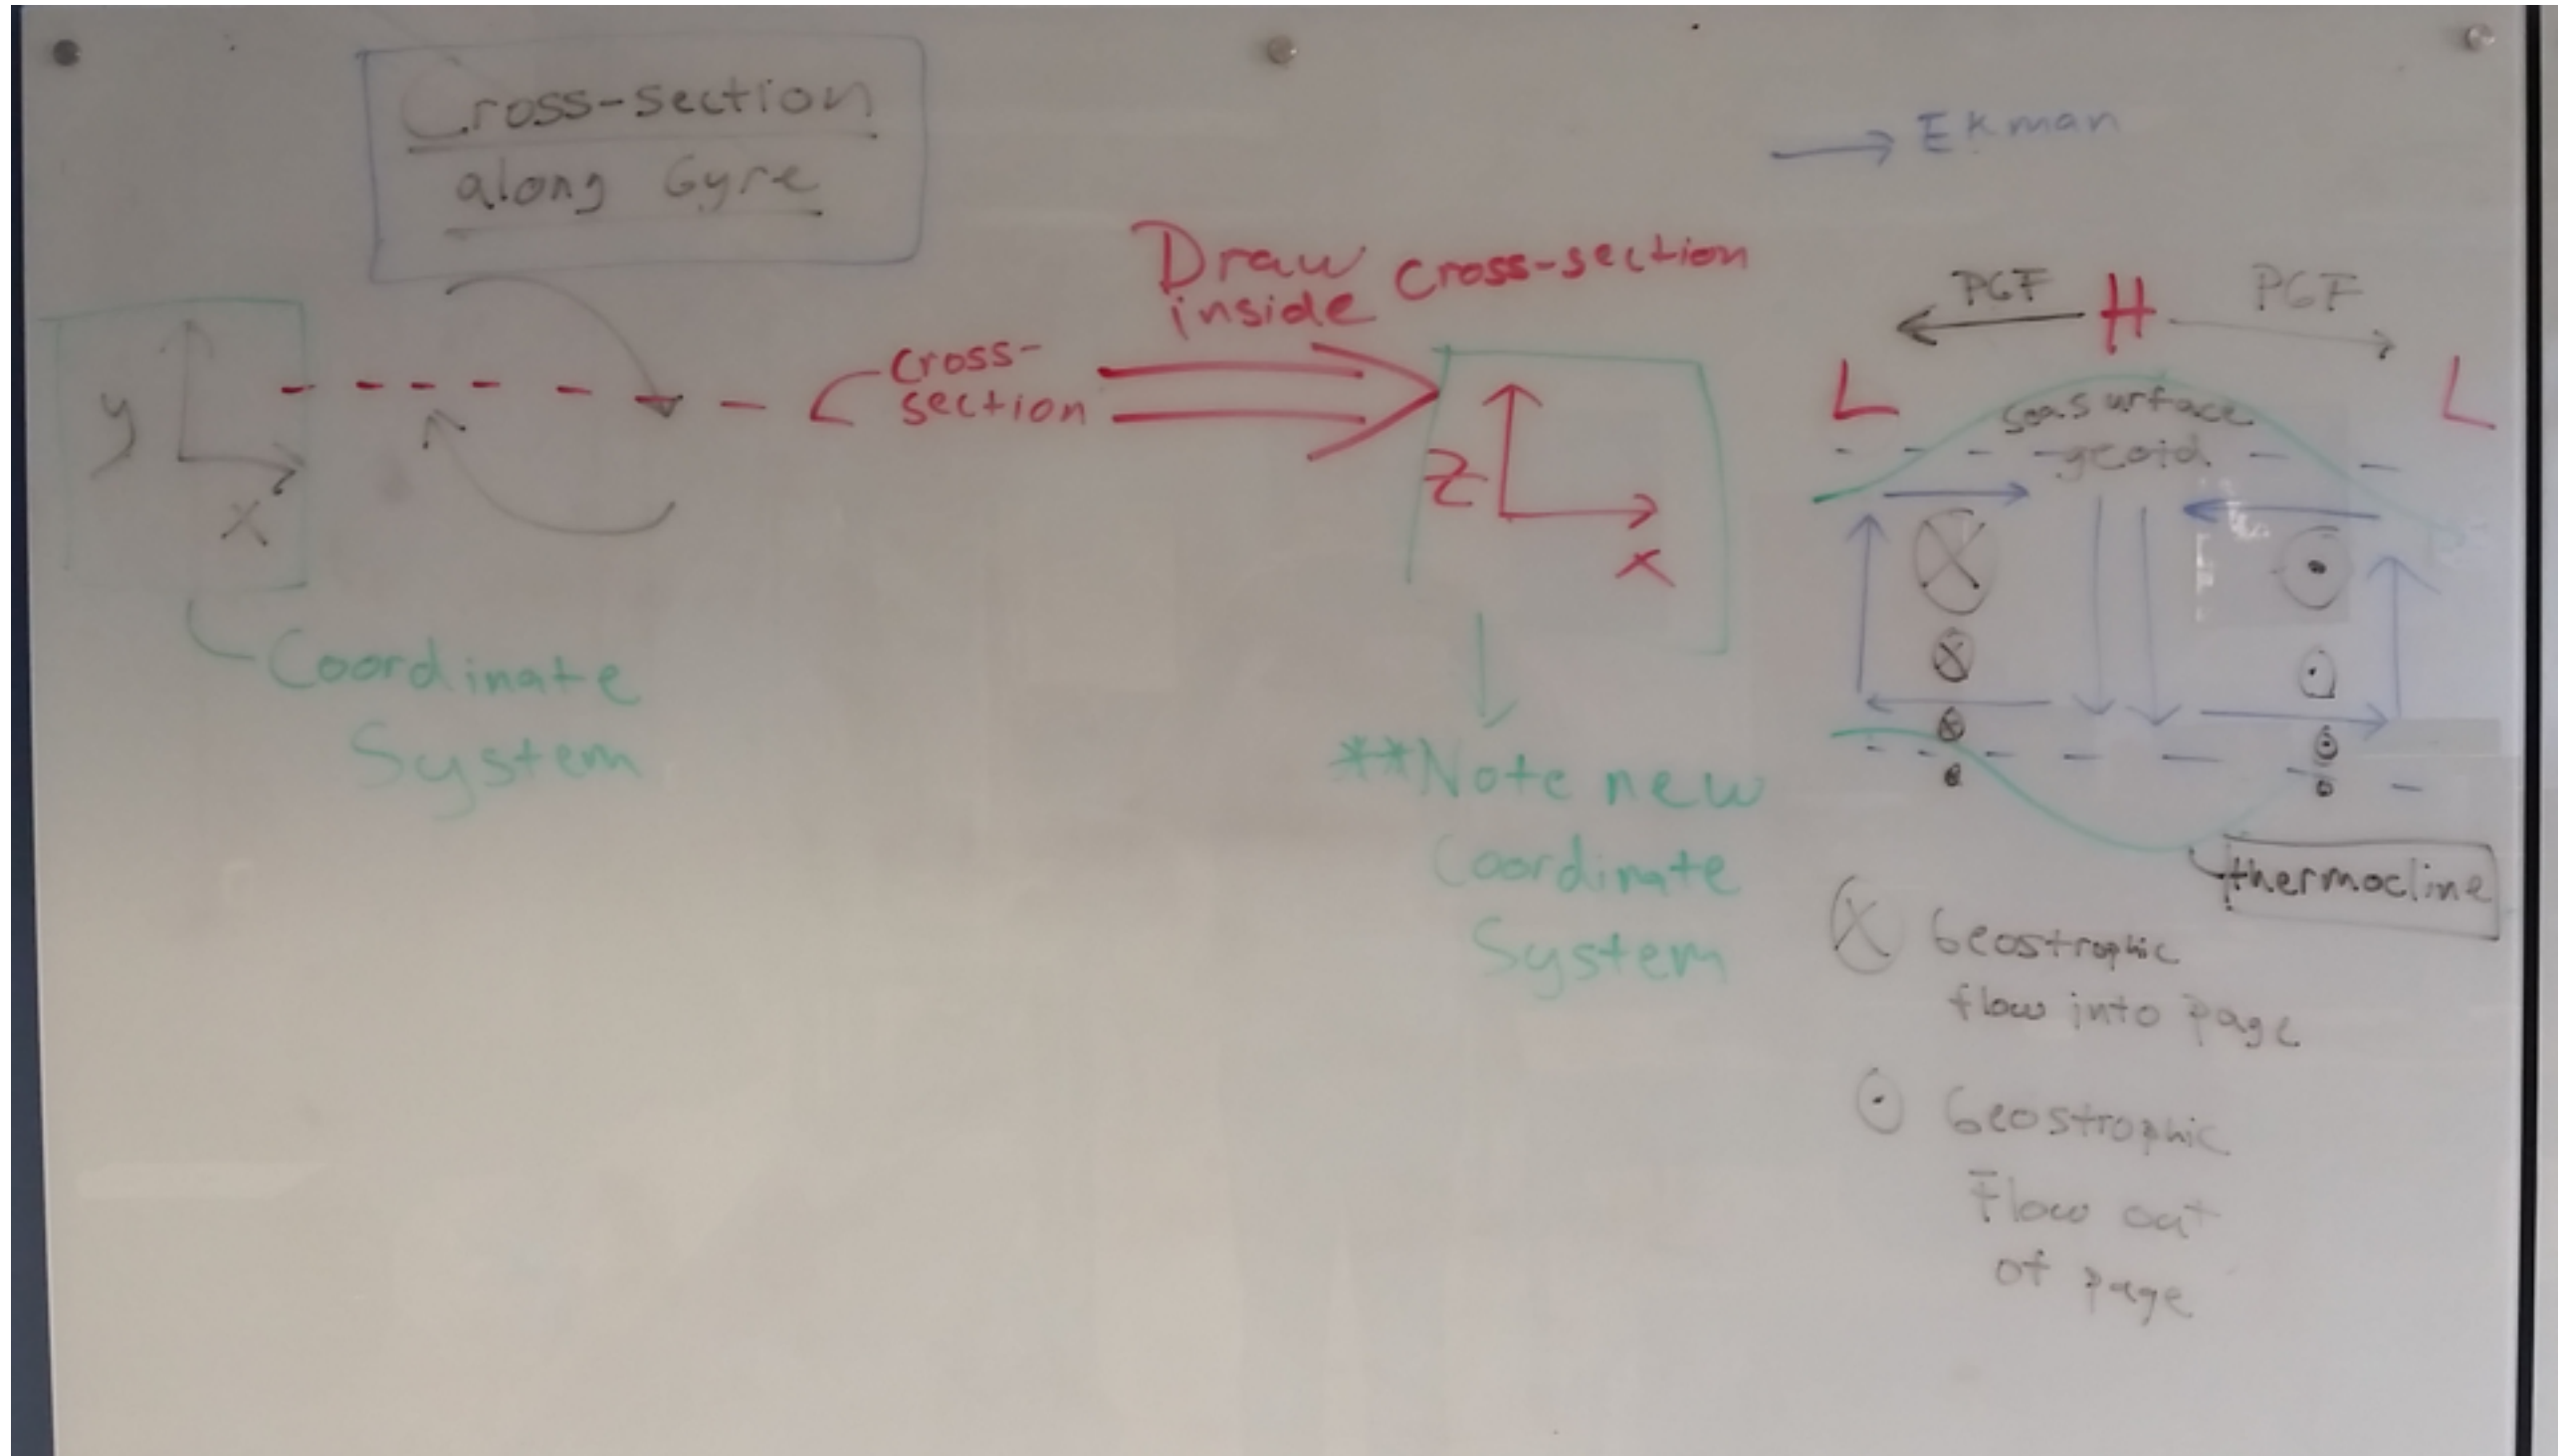 Cross-section
along Gyre
y
x
Cross-
section
Coordinate
System
Draw
inside cross-section
z
x
**Note new
Coordinate
System
Ekman
PGF H PGF
L L
sea surface
geoid
thermocline
Geostrophic
flow into page
Geostrophic
Flow out
of page